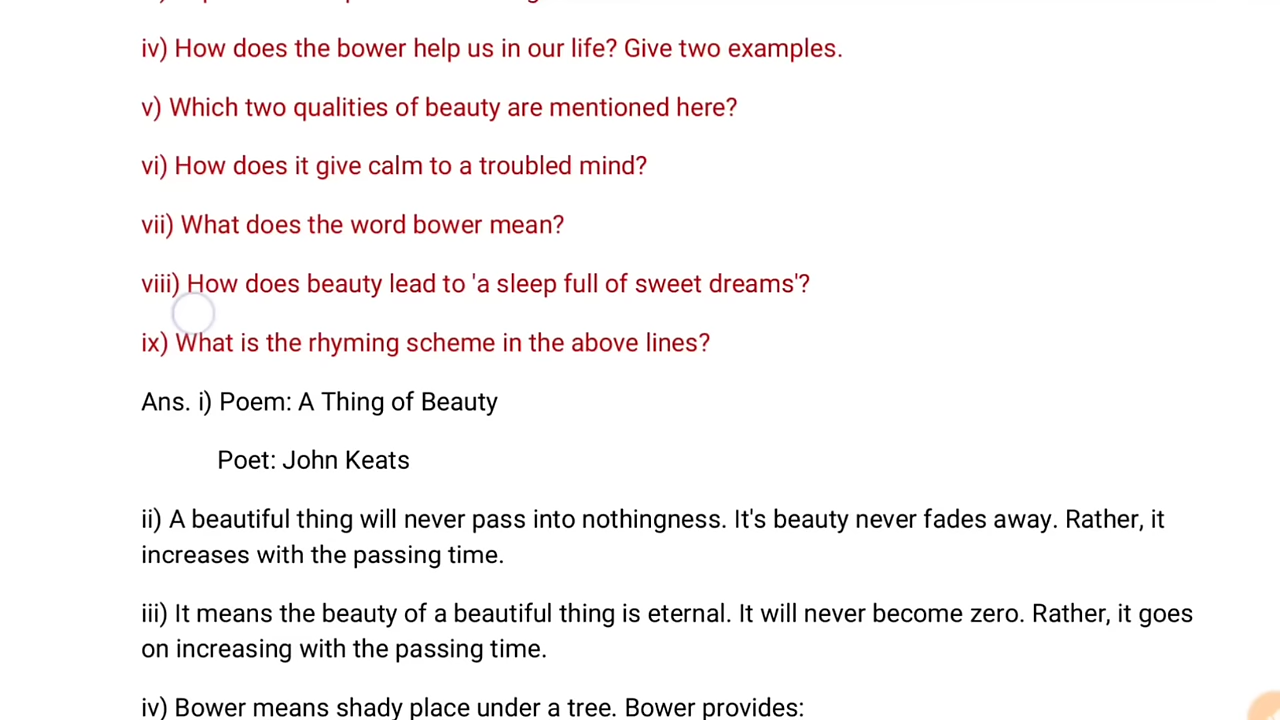 iv) How does the bower help us in our life? Give two examples.
v) Which two qualities of beauty are mentioned here?
vi) How does it give calm to a troubled mind?
vii) What does the word bower mean?
viii) How does beauty lead to 'a sleep full of sweet dreams'?
ix) What is the rhyming scheme in the above lines?
Ans. i) Poem: A Thing of Beauty
Poet: John Keats
ii) A beautiful thing will never pass into nothingness. It's beauty never fades away. Rather, it
increases with the passing time.
iii) It means the beauty of a beautiful thing is eternal. It will never become zero. Rather, it goes
on increasing with the passing time.
iv) Bower means shady place under a tree. Bower provides: